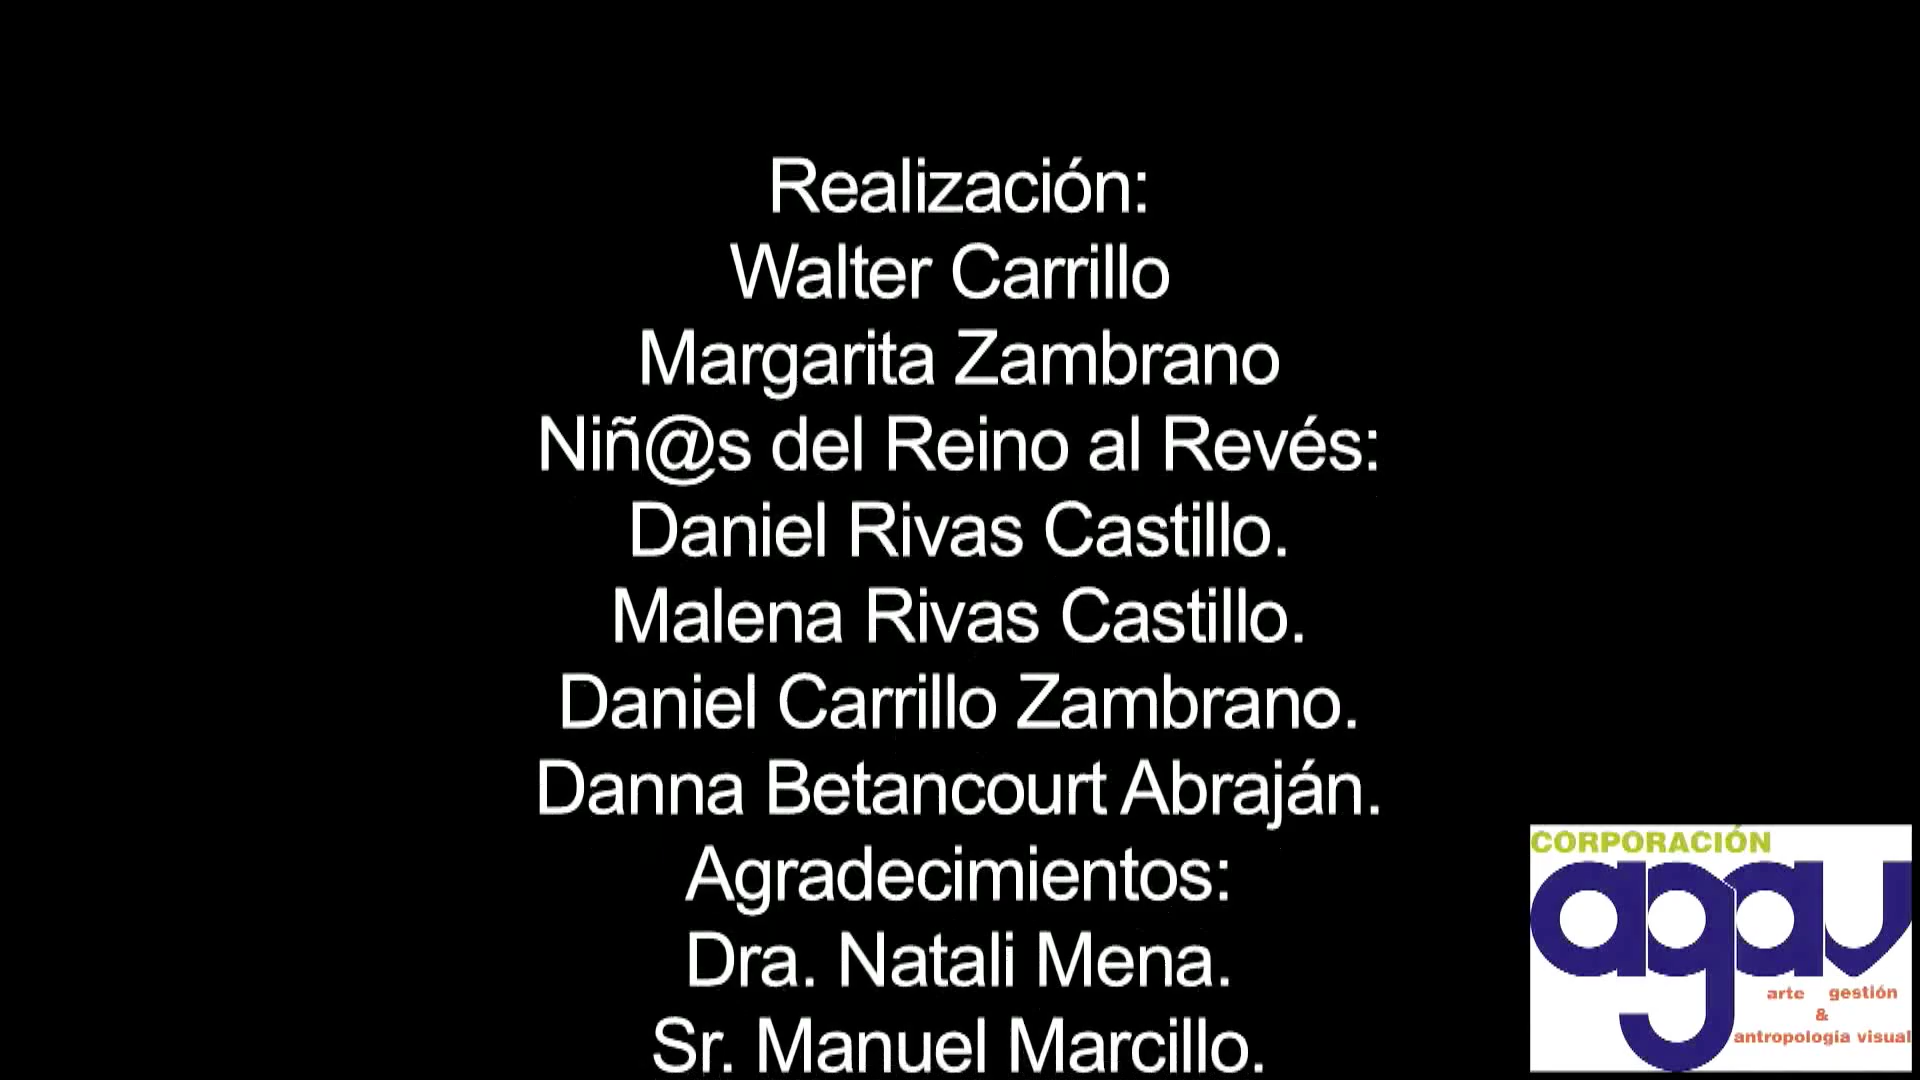 Realización:
Walter Carrillo
Margarita Zambrano
Niñ@s del Reino al Revés:
Daniel Rivas Castillo.
Malena Rivas Castillo.
Daniel Carrillo Zambrano.
Danna Betancourt Abraján.
Agradecimientos:
Dra. Natali Mena.
Sr. Manuel Marcillo.
CORPORACIÓN
agav
arte gestión
&
antropología visual